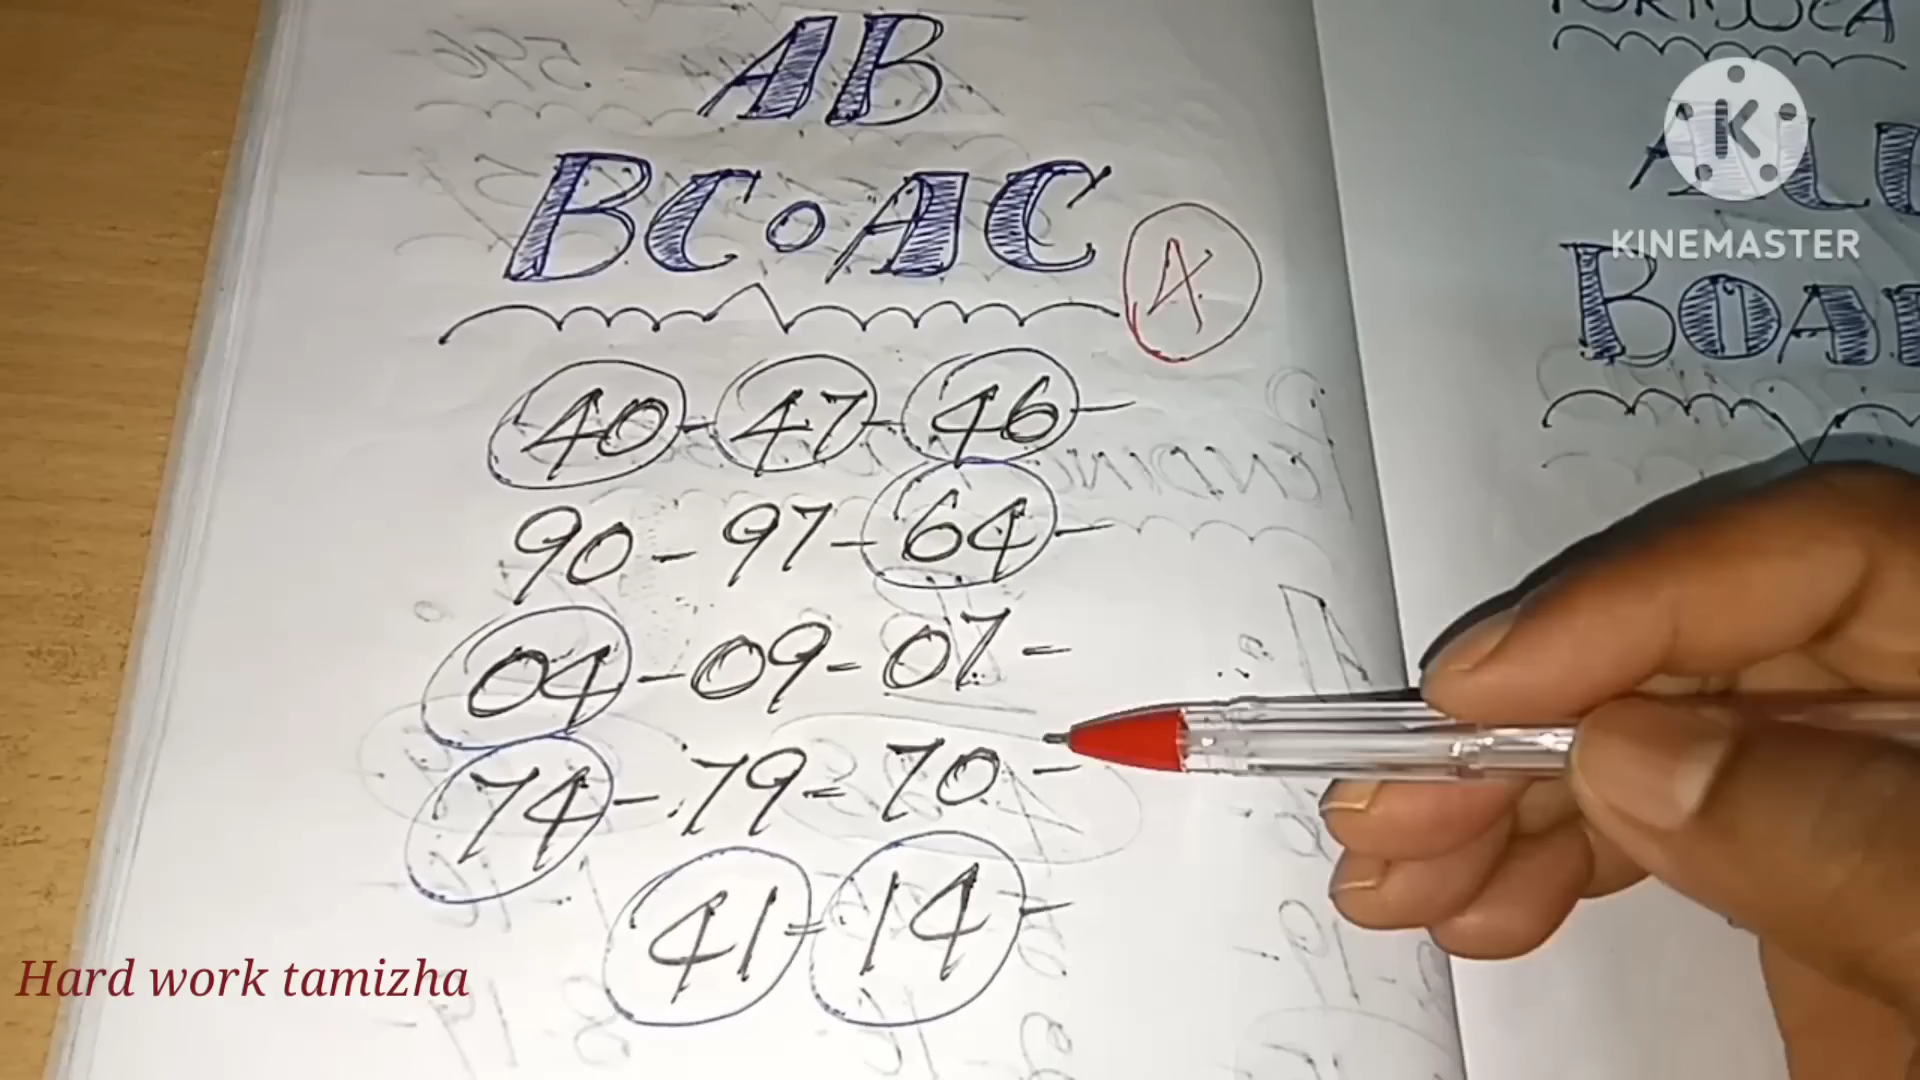 AB
BC o AC
A
40 - 47 - 46 -
90 - 97 - 64 -
04 - 09 - 07 -
74 - 79 - 70 -
41 - 14 -
K
KINEMASTER
Hard work tamizha